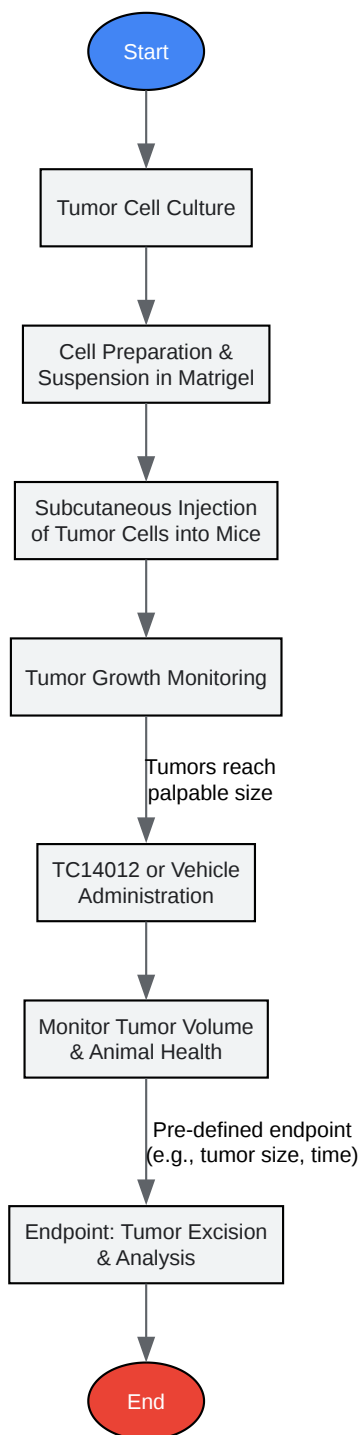 Start
Tumor Cell Culture
Cell Preparation &
Suspension in Matrigel
Subcutaneous Injection
of Tumor Cells into Mice
Tumor Growth Monitoring
Tumors reach
palpable size
TC14012 or Vehicle
Administration
Monitor Tumor Volume
& Animal Health
Pre-defined endpoint
(e.g., tumor size, time)
Endpoint: Tumor Excision
& Analysis
End